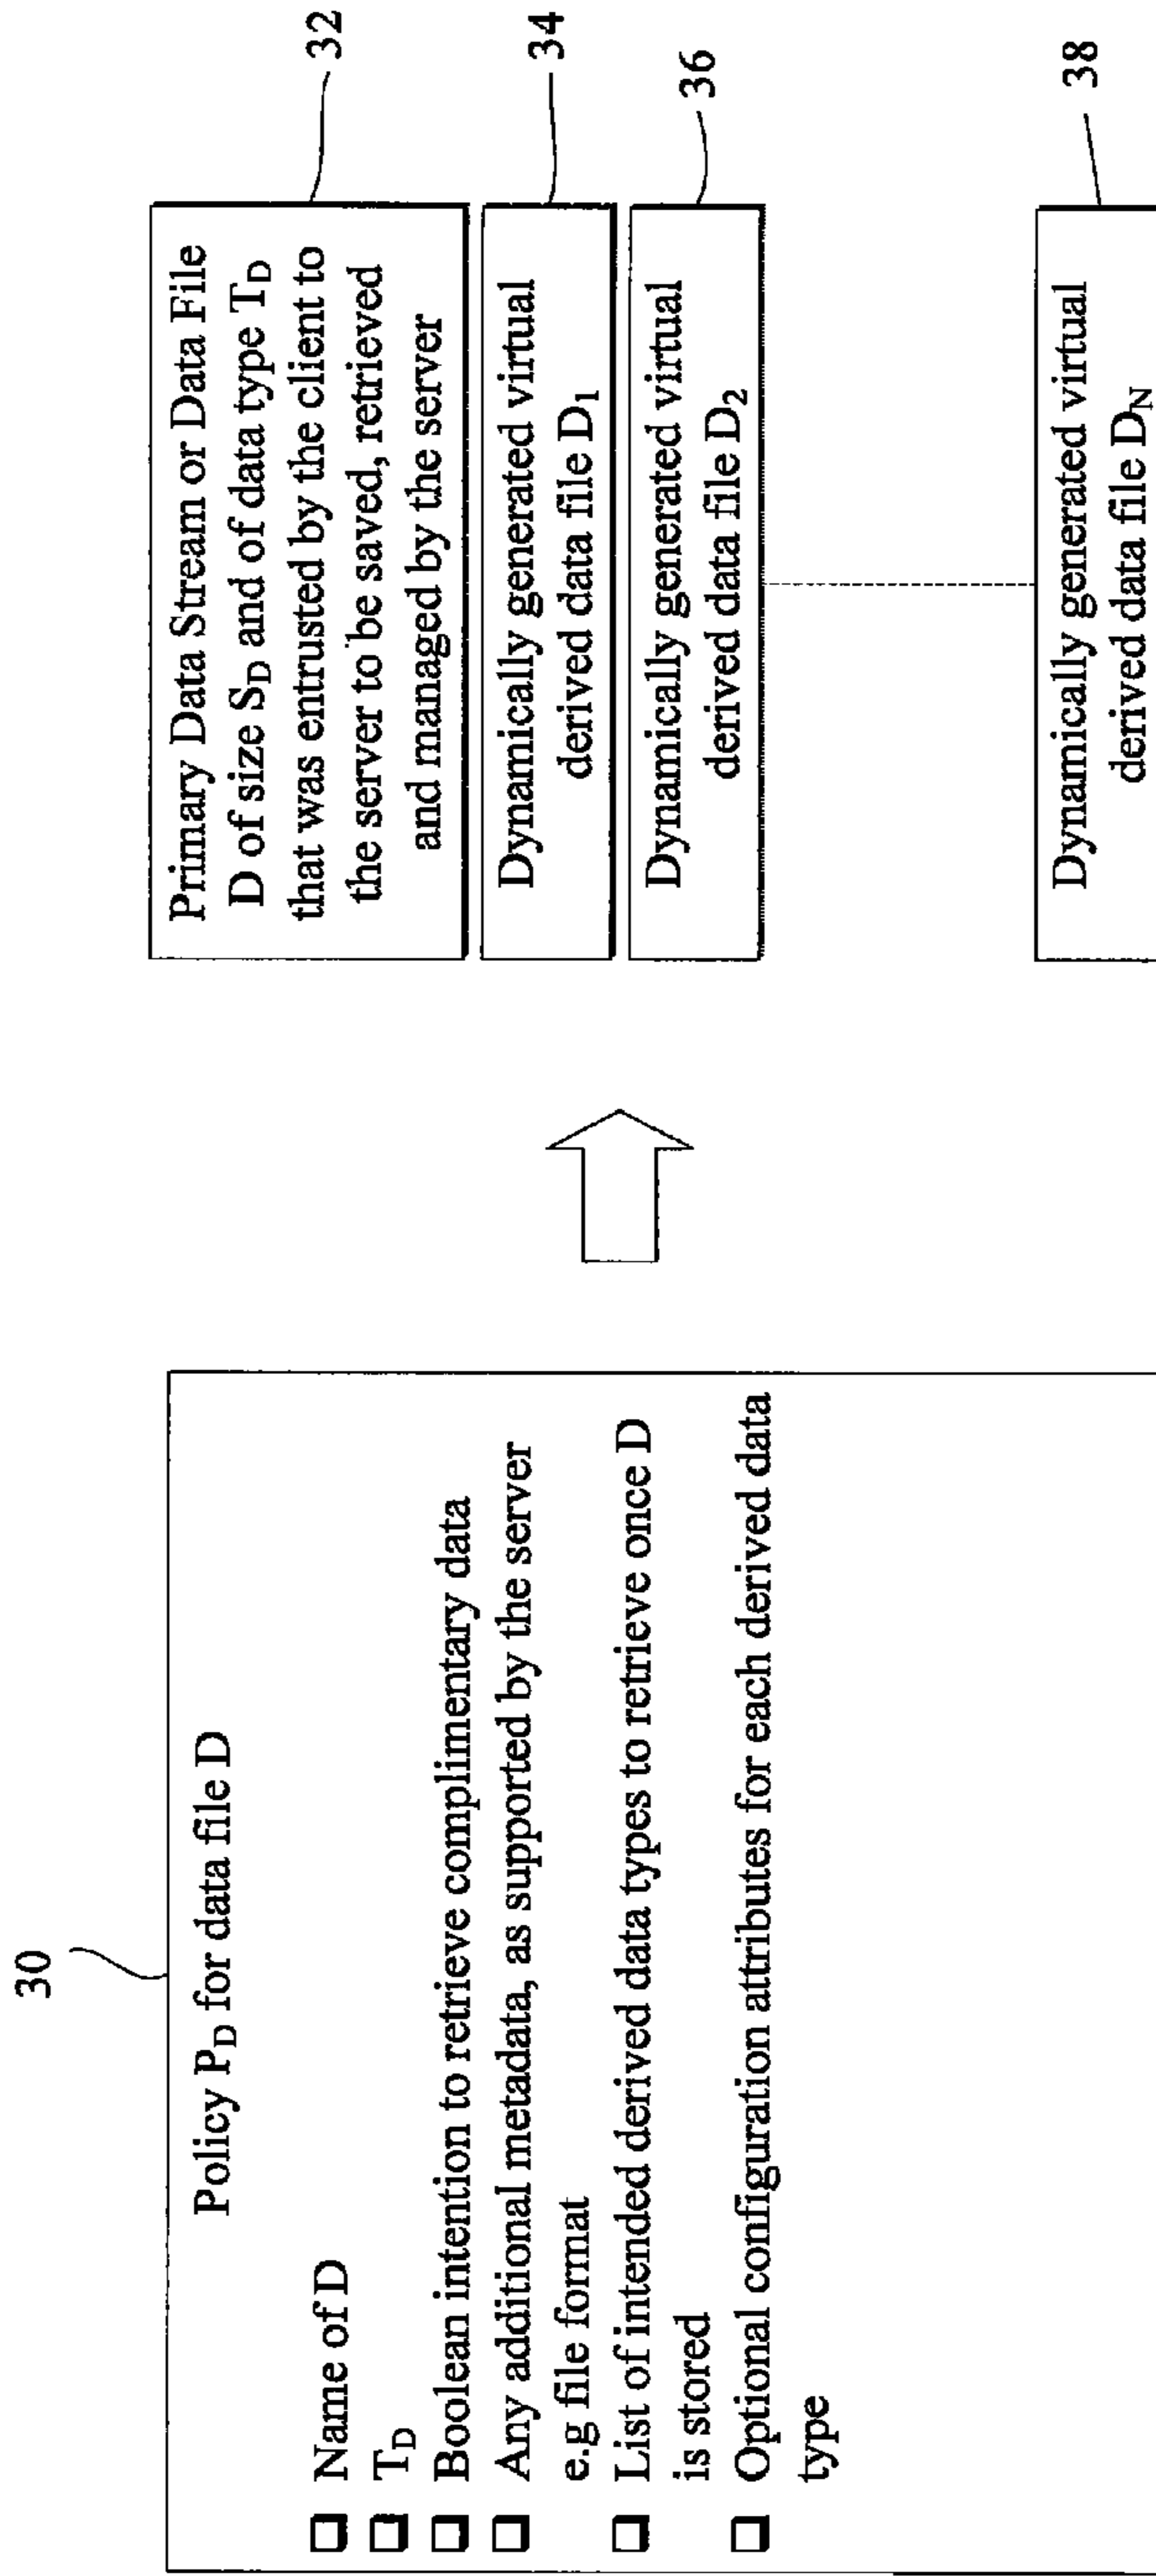 30
Policy P_D for data file D
❑ Name of D
❑ T_D
❑ Boolean intention to retrieve complimentary data
❑ Any additional metadata, as supported by the server
e.g file format
❑ List of intended derived data types to retrieve once D
is stored
❑ Optional configuration attributes for each derived data
type
Primary Data Stream or Data File
D of size S_D and of data type T_D
that was entrusted by the client to
the server to be saved, retrieved
and managed by the server
32
Dynamically generated virtual
derived data file D_1
34
Dynamically generated virtual
derived data file D_2
36
Dynamically generated virtual
derived data file D_N
38